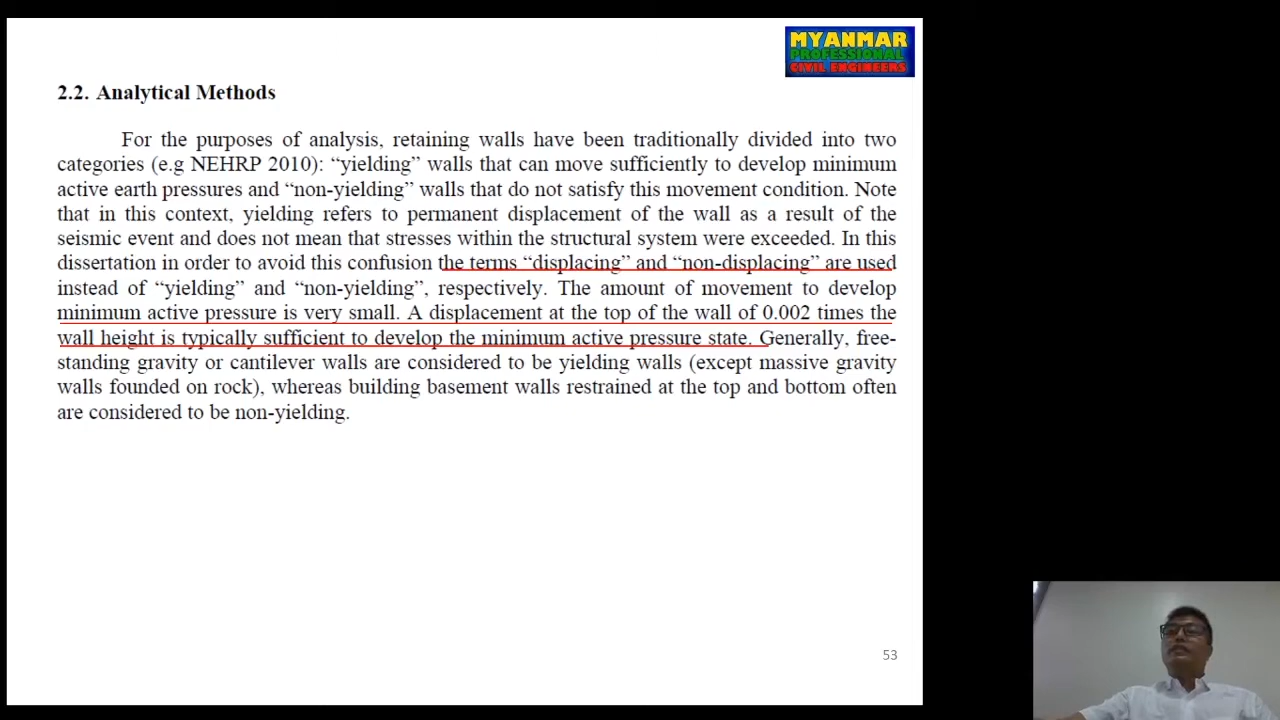 MYANMAR
PROFESSIONAL
CIVIL ENGINEERS
2.2. Analytical Methods
For the purposes of analysis, retaining walls have been traditionally divided into two
categories (e.g NEHRP 2010): “yielding” walls that can move sufficiently to develop minimum
active earth pressures and “non-yielding” walls that do not satisfy this movement condition. Note
that in this context, yielding refers to permanent displacement of the wall as a result of the
seismic event and does not mean that stresses within the structural system were exceeded. In this
dissertation in order to avoid this confusion the terms “displacing” and “non-displacing” are used
instead of “yielding” and “non-yielding”, respectively. The amount of movement to develop
minimum active pressure is very small. A displacement at the top of the wall of 0.002 times the
wall height is typically sufficient to develop the minimum active pressure state. Generally, free-
standing gravity or cantilever walls are considered to be yielding walls (except massive gravity
walls founded on rock), whereas building basement walls restrained at the top and bottom often
are considered to be non-yielding.
53